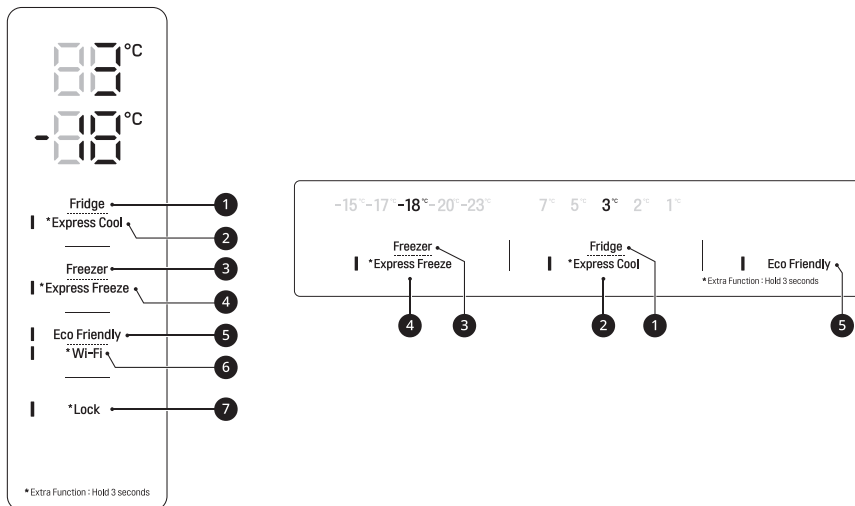 3 °C
-18 °C
Fridge 1
*Express Cool 2
Freezer 3
*Express Freeze 4
Eco Friendly 5
*Wi-Fi 6
*Lock 7
*Extra Function : Hold 3 seconds
-15°C -17°C -18°C -20°C -23°C 7°C 5°C 3°C 2°C 1°C
Freezer Fridge
*Express Freeze *Express Cool Eco Friendly
*Extra Function : Hold 3 seconds
4 3 2 1 5